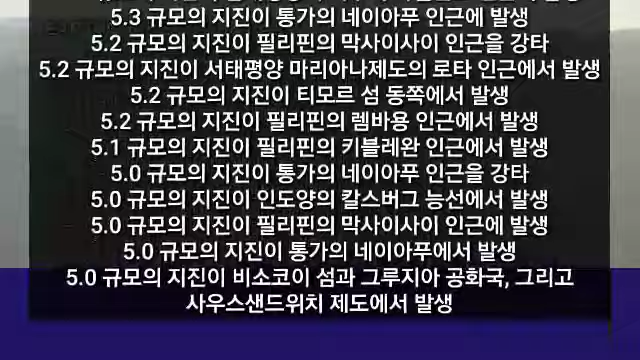 5.3 규모의 지진이 통가의 네이아푸 인근에 발생
5.2 규모의 지진이 필리핀의 막사이사이 인근을 강타
5.2 규모의 지진이 서태평양 마리아나제도의 로타 인근에서 발생
5.2 규모의 지진이 티모르 섬 동쪽에서 발생
5.2 규모의 지진이 필리핀의 렘바용 인근에서 발생
5.1 규모의 지진이 필리핀의 키블레완 인근에서 발생
5.0 규모의 지진이 통가의 네이아푸 인근을 강타
5.0 규모의 지진이 인도양의 칼스버그 능선에서 발생
5.0 규모의 지진이 필리핀의 막사이사이 인근에 발생
5.0 규모의 지진이 통가의 네이아푸에서 발생
5.0 규모의 지진이 비소코이 섬과 그루지아 공화국, 그리고
사우스샌드위치 제도에서 발생